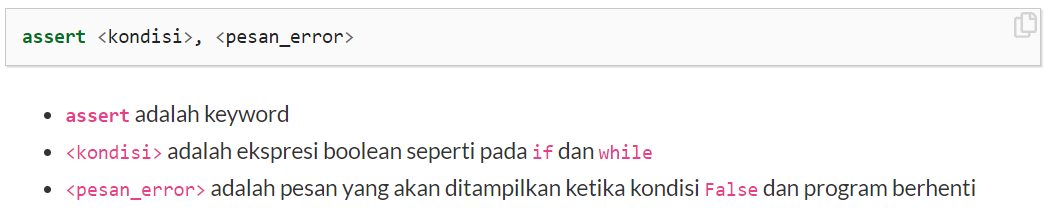 assert <kondisi>, <pesan_error>
assert adalah keyword
<kondisi> adalah ekspresi boolean seperti pada if dan while
<pesan_error> adalah pesan yang akan ditampilkan ketika kondisi False dan program berhenti